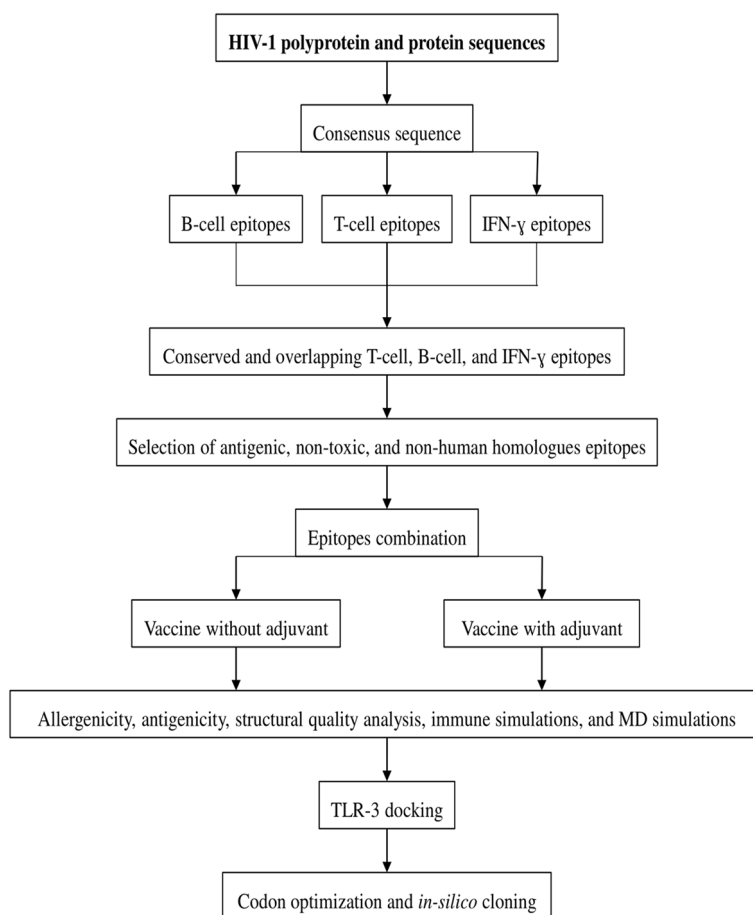 HIV-1 polyprotein and protein sequences
Consensus sequence
B-cell epitopes
T-cell epitopes
IFN-ɣ epitopes
Conserved and overlapping T-cell, B-cell, and IFN-ɣ epitopes
Selection of antigenic, non-toxic, and non-human homologues epitopes
Epitopes combination
Vaccine without adjuvant
Vaccine with adjuvant
Allergenicity, antigenicity, structural quality analysis, immune simulations, and MD simulations
TLR-3 docking
Codon optimization and in-silico cloning